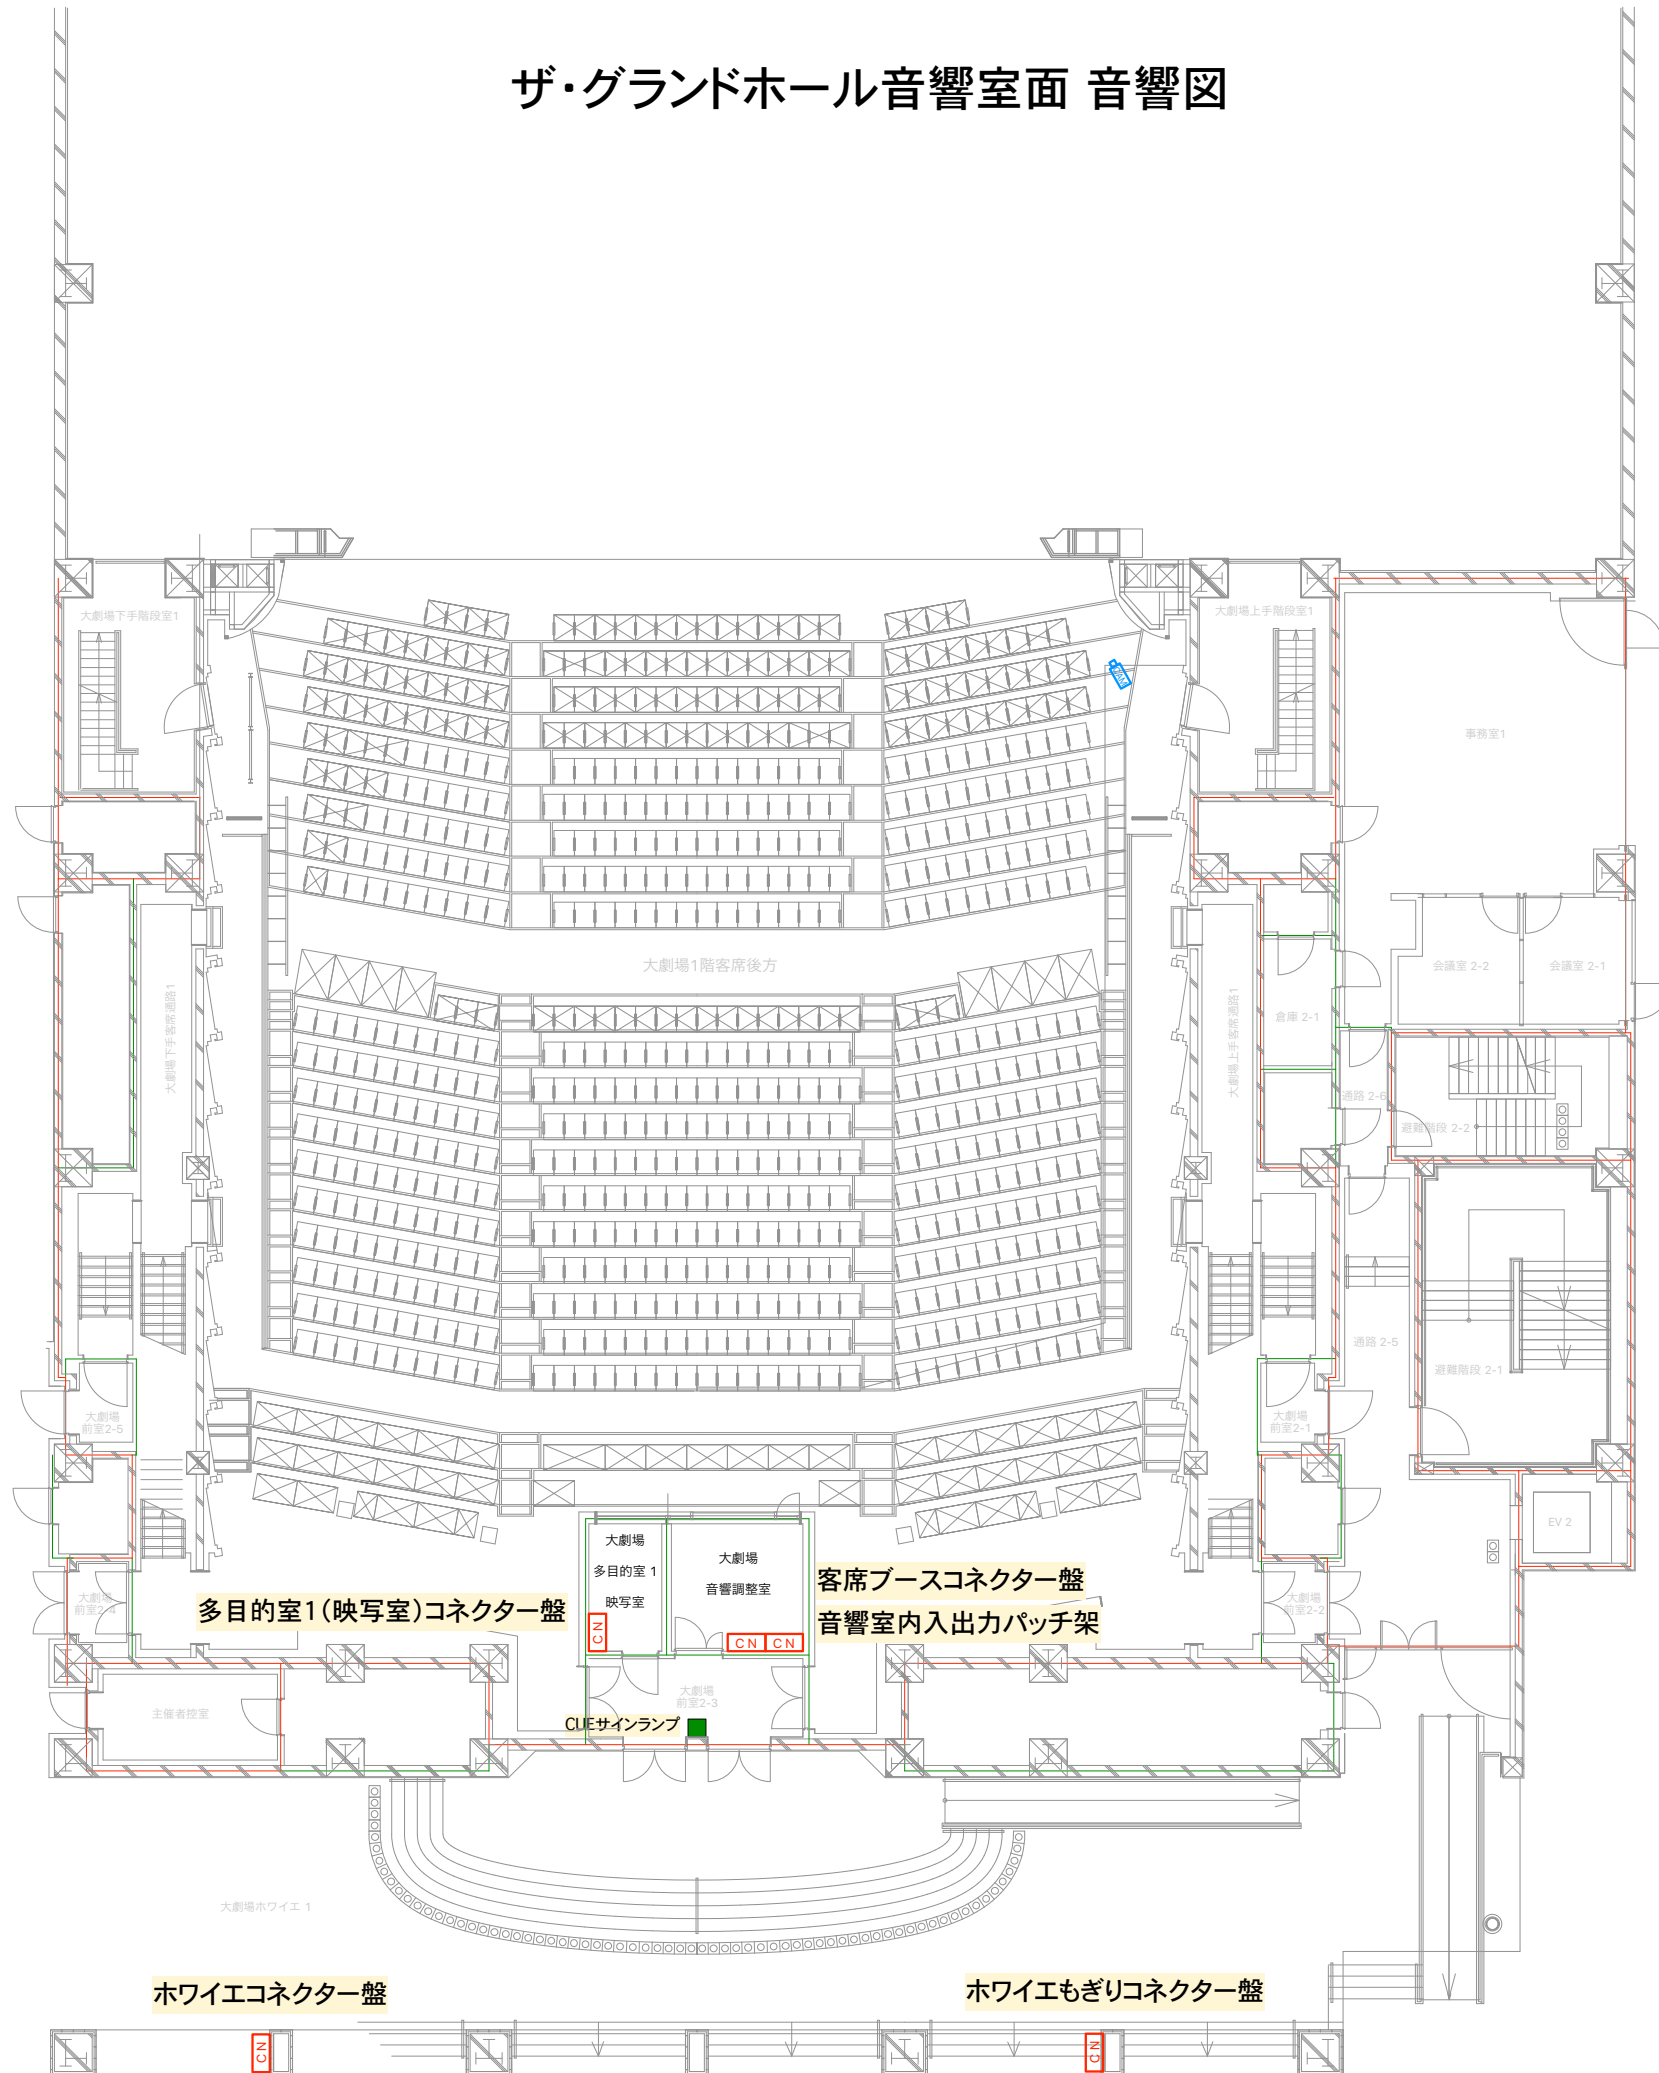 ザ・グランドホール音響室面 音響図
大劇場下手階段室1
大劇場上手階段室1
CAM
事務室1
大劇場1階客席後方
会議室 2-2
会議室 2-1
大劇場下手客席通路1
大劇場上手客席通路1
倉庫 2-1
通路 2-6
避難階段 2-2
通路 2-5
避難階段 2-1
大劇場
前室2-5
大劇場
前室2-1
EV 2
大劇場
多目的室 1
映写室
大劇場
音響調整室
客席ブースコネクター盤
音響室内入出力パッチ架
多目的室1(映写室)コネクター盤
大劇場
前室2-4
大劇場
前室2-2
CN
CN
CN
主催者控室
大劇場
前室2-3
CUEサインランプ
大劇場ホワイエ 1
ホワイエコネクター盤
ホワイエもぎりコネクター盤
CN
CN